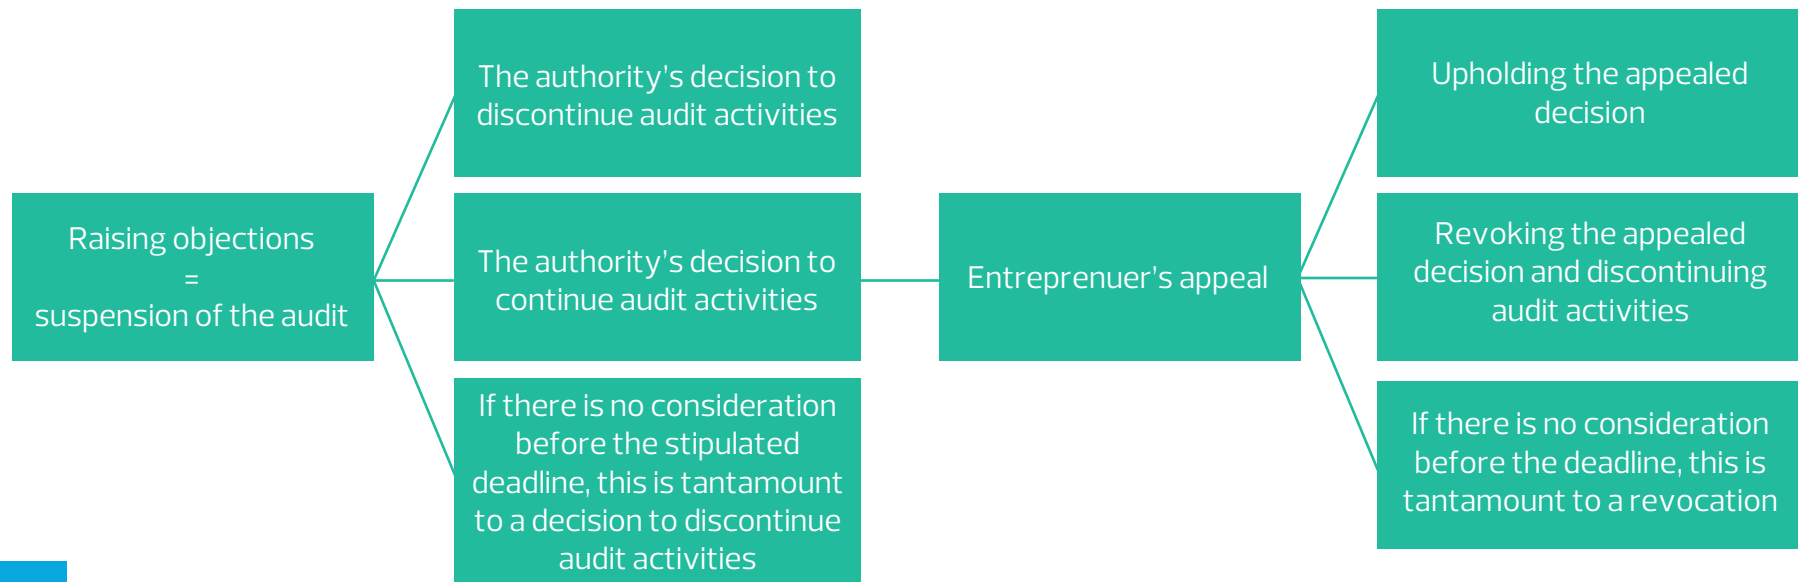 Raising objections
=
suspension of the audit
The authority's decision to
discontinue audit activities
The authority's decision to
continue audit activities
If there is no consideration
before the stipulated
deadline, this is tantamount
to a decision to discontinue
audit activities
Entreprenuer's appeal
Upholding the appealed
decision
Revoking the appealed
decision and discontinuing
audit activities
If there is no consideration
before the deadline, this is
tantamount to a revocation